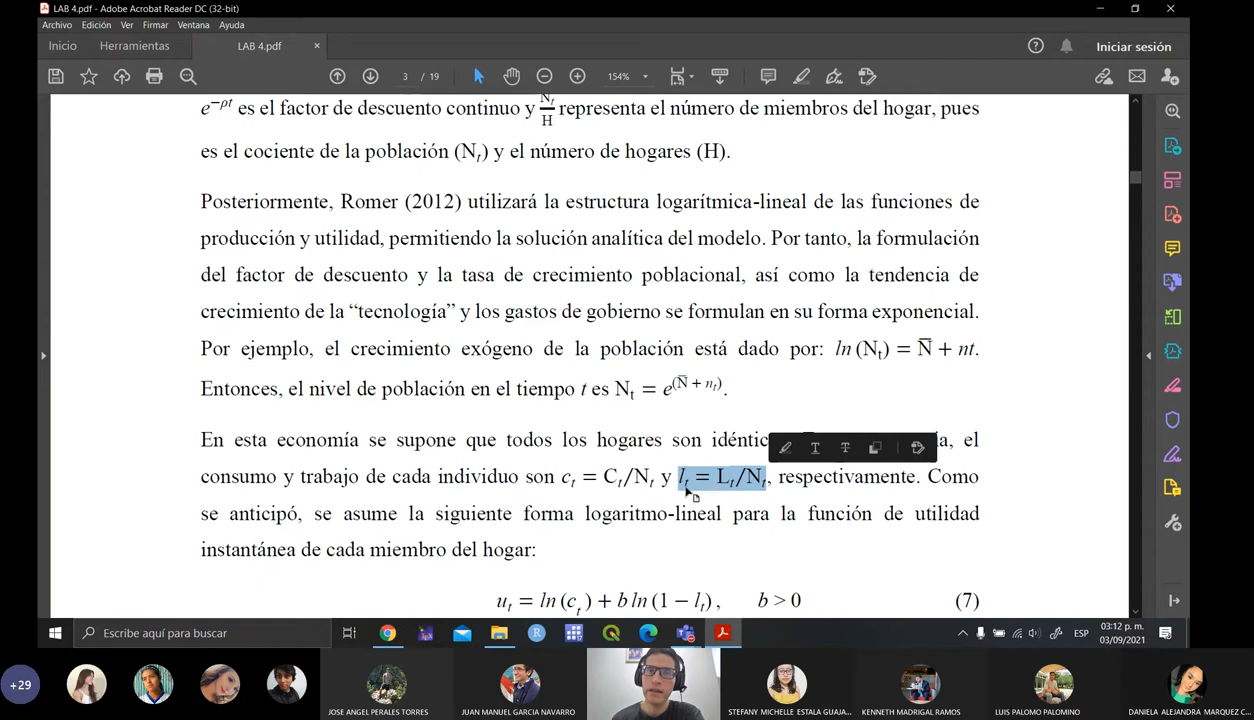 LAB 4.pdf - Adobe Acrobat Reader DC (32-bit)
Archivo Edición Ver Firmar Ventana Ayuda
Inicio Herramientas LAB 4.pdf × Iniciar sesión
3 / 19 154%
e^{−ρt} es el factor de descuento continuo y N_t/H representa el número de miembros del hogar, pues
es el cociente de la población (N_t) y el número de hogares (H).
Posteriormente, Romer (2012) utilizará la estructura logarítmica-lineal de las funciones de
producción y utilidad, permitiendo la solución analítica del modelo. Por tanto, la formulación
del factor de descuento y la tasa de crecimiento poblacional, así como la tendencia de
crecimiento de la “tecnología” y los gastos de gobierno se formulan en su forma exponencial.
Por ejemplo, el crecimiento exógeno de la población está dado por: ln (N_t) = N̅ + nt.
Entonces, el nivel de población en el tiempo t es N_t = e^{(N̅ + n_t)}.
En esta economía se supone que todos los hogares son idéntic el
consumo y trabajo de cada individuo son c_t = C_t/N_t y l_t = L_t/N_t, respectivamente. Como
se anticipó, se asume la siguiente forma logaritmo-lineal para la función de utilidad
instantánea de cada miembro del hogar:
u_t = ln (c_t) + b ln (1 − l_t) , b > 0 (7)
Escribe aquí para buscar
ESP
03:12 p. m.
03/09/2021
+29
JOSE ANGEL PERALES TORRES
JUAN MANUEL GARCIA NAVARRO
STEFANY MICHELLE ESTALA GUAJA...
KENNETH MADRIGAL RAMOS
LUIS PALOMO PALOMINO
DANIELA ALEJANDRA MARQUEZ C...